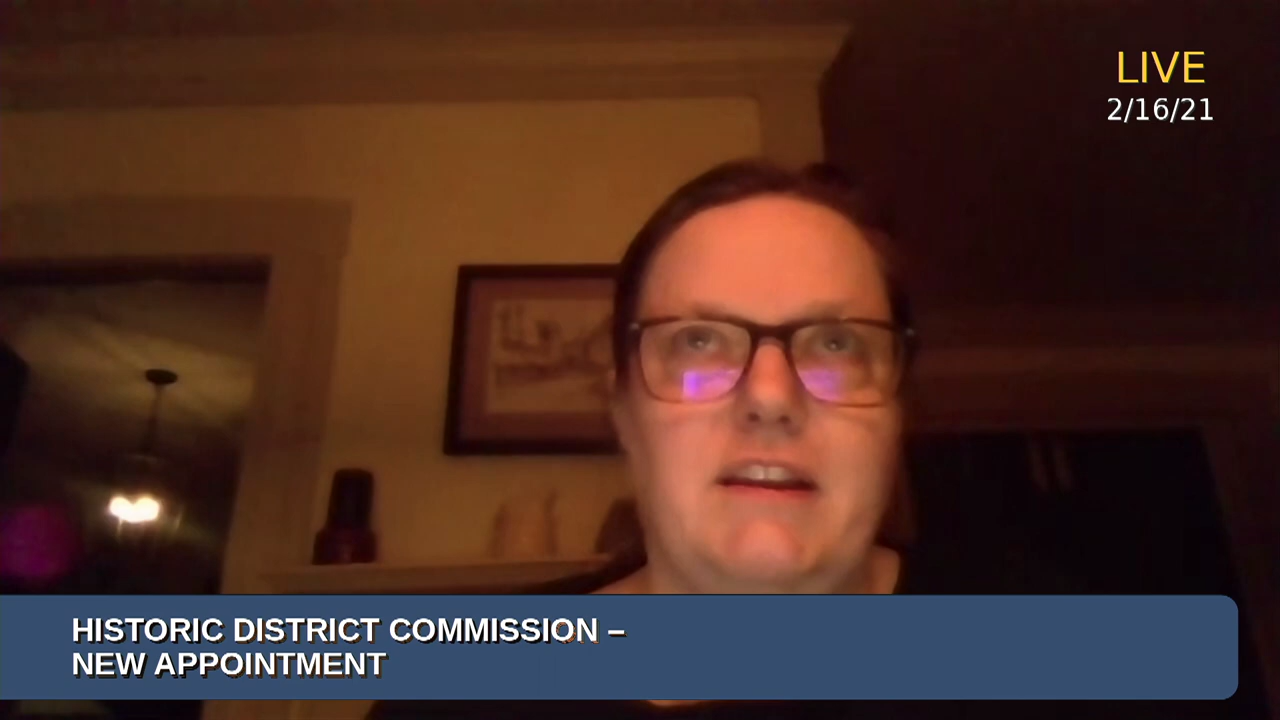 LIVE
2/16/21
HISTORIC DISTRICT COMMISSION –
NEW APPOINTMENT